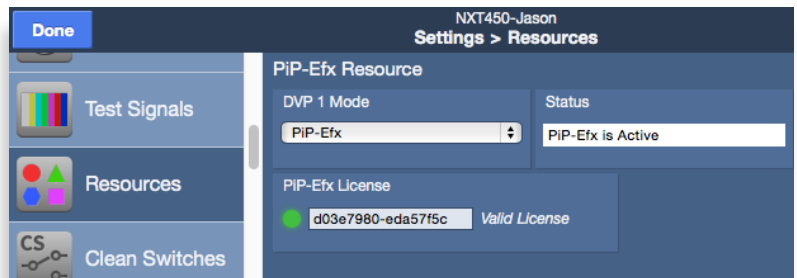 Done
NXT450-Jason
Settings > Resources
Test Signals
Resources
CS
Clean Switches
PiP-Efx Resource
DVP 1 Mode
PiP-Efx
Status
PiP-Efx is Active
PiP-Efx License
d03e7980-eda57f5c
Valid License